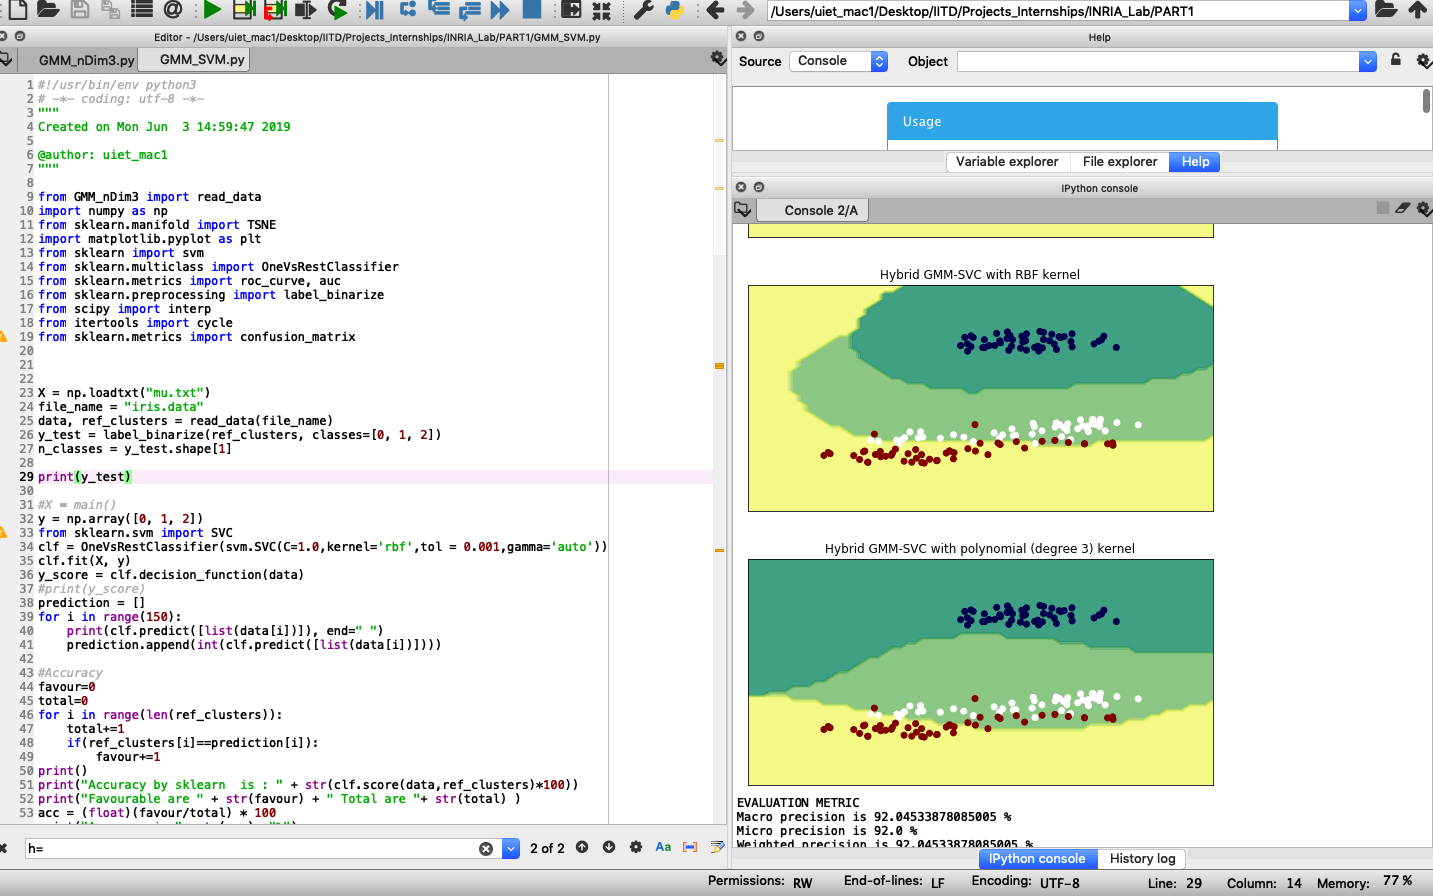 /Users/uiet_mac1/Desktop/IITD/Projects_Internships/INRIA_Lab/PART1
Editor - /Users/uiet_mac1/Desktop/IITD/Projects_Internships/INRIA_Lab/PART1/GMM_SVM.py
GMM_nDim3.py GMM_SVM.py
1 #!/usr/bin/env python3
2 # -*- coding: utf-8 -*-
3 """
4 Created on Mon Jun  3 14:59:47 2019
5
6 @author: uiet_mac1
7 """
8
9 from GMM_nDim3 import read_data
10 import numpy as np
11 from sklearn.manifold import TSNE
12 import matplotlib.pyplot as plt
13 from sklearn import svm
14 from sklearn.multiclass import OneVsRestClassifier
15 from sklearn.metrics import roc_curve, auc
16 from sklearn.preprocessing import label_binarize
17 from scipy import interp
18 from itertools import cycle
19 from sklearn.metrics import confusion_matrix
20
21
22
23 X = np.loadtxt("mu.txt")
24 file_name = "iris.data"
25 data, ref_clusters = read_data(file_name)
26 y_test = label_binarize(ref_clusters, classes=[0, 1, 2])
27 n_classes = y_test.shape[1]
28
29 print(y_test)
30
31 #X = main()
32 y = np.array([0, 1, 2])
33 from sklearn.svm import SVC
34 clf = OneVsRestClassifier(svm.SVC(C=1.0,kernel='rbf',tol = 0.001,gamma='auto'))
35 clf.fit(X, y)
36 y_score = clf.decision_function(data)
37 #print(y_score)
38 prediction = []
39 for i in range(150):
40     print(clf.predict([list(data[i])]), end=" ")
41     prediction.append(int(clf.predict([list(data[i])])))
42
43 #Accuracy
44 favour=0
45 total=0
46 for i in range(len(ref_clusters)):
47     total+=1
48     if(ref_clusters[i]==prediction[i]):
49         favour+=1
50 print()
51 print("Accuracy by sklearn  is : " + str(clf.score(data,ref_clusters)*100))
52 print("Favourable are " + str(favour) + " Total are "+ str(total) )
53 acc = (float)(favour/total) * 100
h= 2 of 2 Aa
Help
Source Console Object
Usage
Variable explorer File explorer Help
IPython console
Console 2/A
Hybrid GMM-SVC with RBF kernel
Hybrid GMM-SVC with polynomial (degree 3) kernel
EVALUATION METRIC
Macro precision is 92.04533878085005 %
Micro precision is 92.0 %
Weighted precision is 92.04533878085005 %
IPython console History log
Permissions: RW End-of-lines: LF Encoding: UTF-8 Line: 29 Column: 14 Memory: 77 %